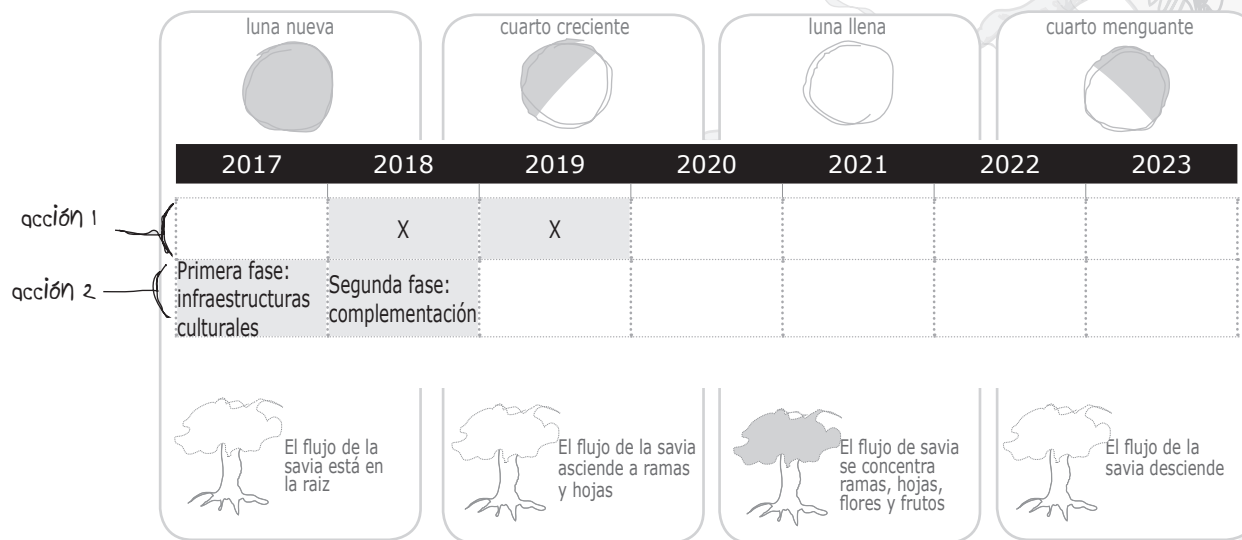 luna nueva
cuarto creciente
luna llena
cuarto menguante
2017 2018 2019 2020 2021 2022 2023
acción 1
X X
acción 2
Primera fase:
infraestructuras
culturales
Segunda fase:
complementación
El flujo de la
savia está en
la raiz
El flujo de la savia
asciende a ramas
y hojas
El flujo de savia
se concentra
ramas, hojas,
flores y frutos
El flujo de la
savia desciende